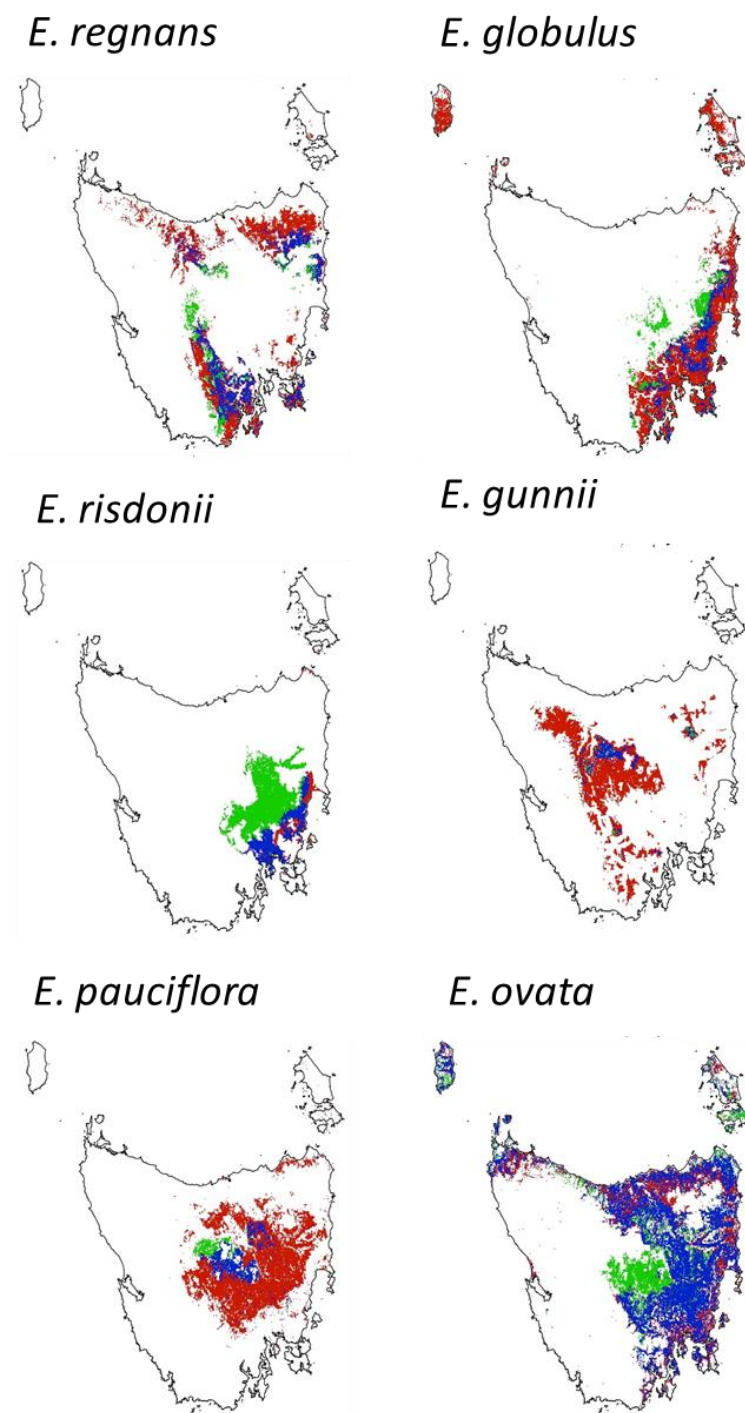 E. regnans
E. globulus
E. risdonii
E. gunnii
E. pauciflora
E. ovata